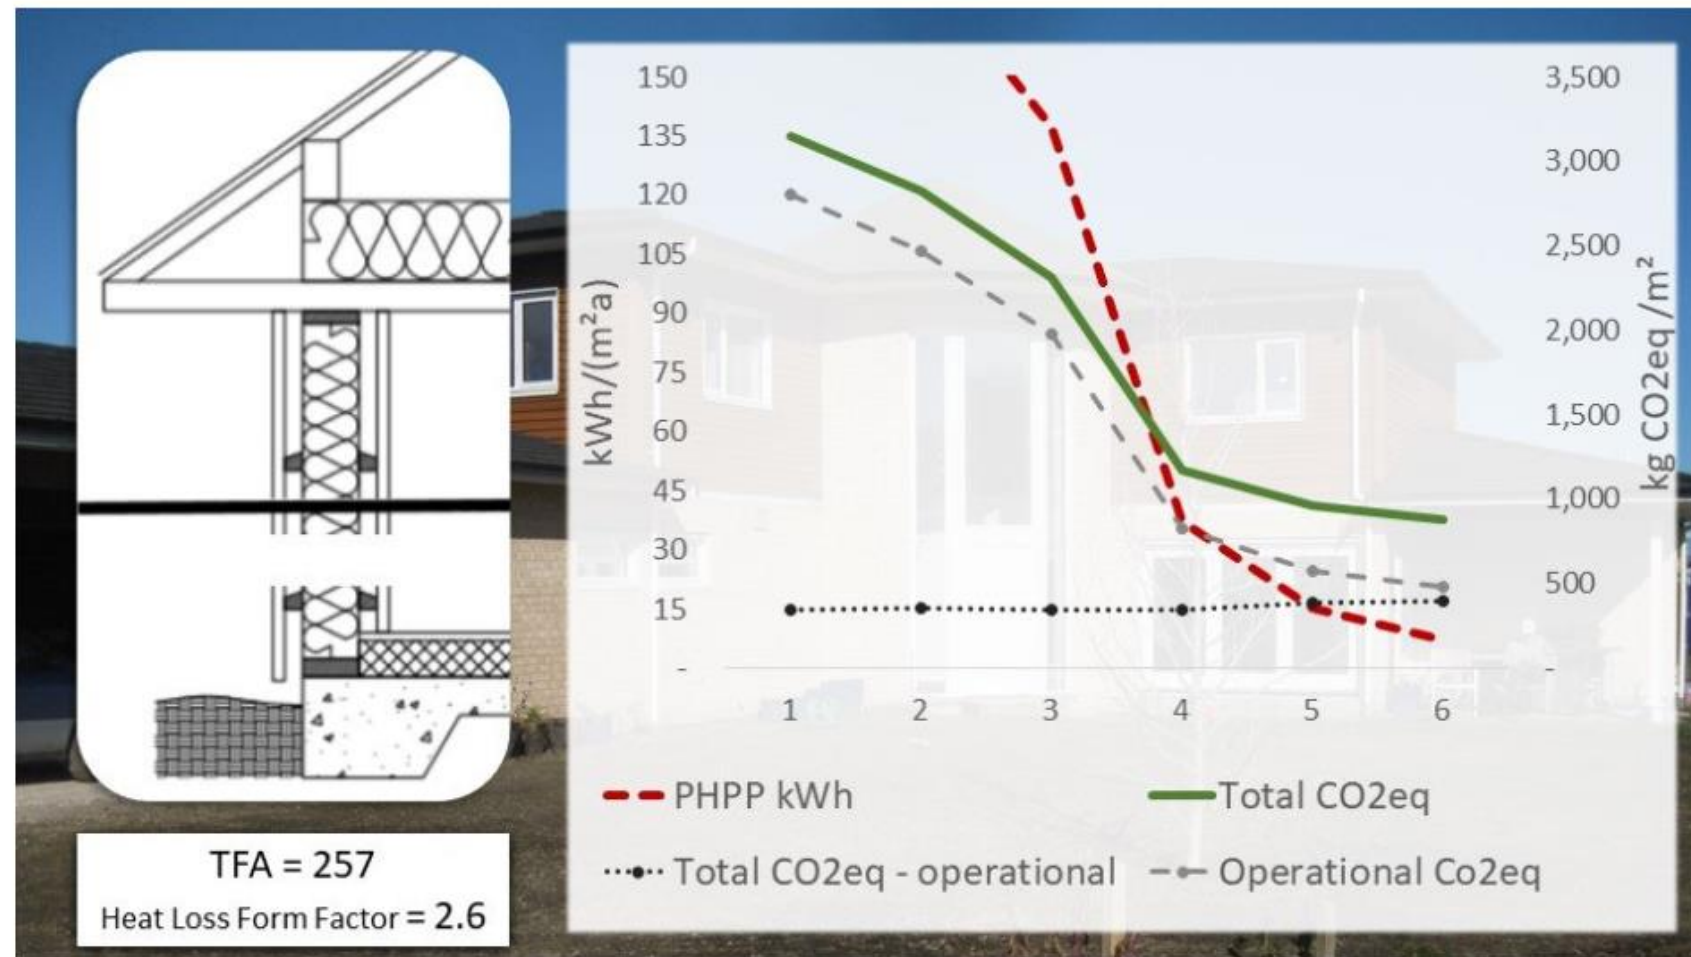 TFA = 257
Heat Loss Form Factor = 2.6
kWh/(m²a)
150
135
120
105
90
75
60
45
30
15
-
3,500
3,000
2,500
2,000
1,500
1,000
500
-
kg CO2eq /m²
1 2 3 4 5 6
PHPP kWh
Total CO2eq
Total CO2eq - operational
Operational Co2eq